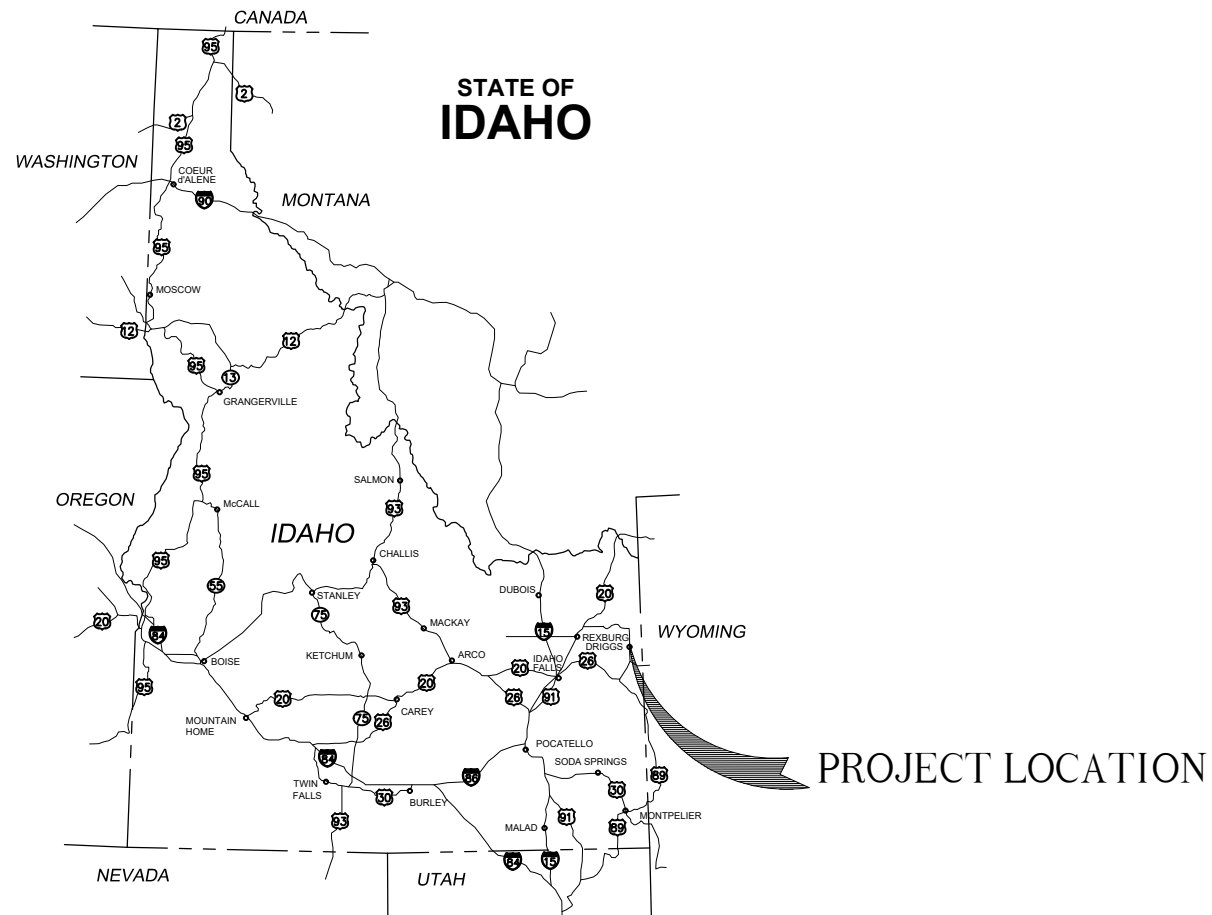 CANADA
95
STATE OF
IDAHO
2
2
95
WASHINGTON
COEUR
d'ALENE
90
MONTANA
95
MOSCOW
12
12
95
13
GRANGERVILLE
95
SALMON
OREGON
McCALL
93
IDAHO
CHALLIS
95
55
STANLEY
DUBOIS
20
93
75
20
MACKAY
84
15
WYOMING
REXBURG
DRIGGS
KETCHUM
ARCO
IDAHO
FALLS
26
BOISE
20
20
95
26
91
20
CAREY
75
26
MOUNTAIN
HOME
POCATELLO
84
SODA SPRINGS
PROJECT LOCATION
86
89
TWIN
FALLS
30
BURLEY
30
93
91
MONTPELIER
MALAD
89
84
15
NEVADA
UTAH